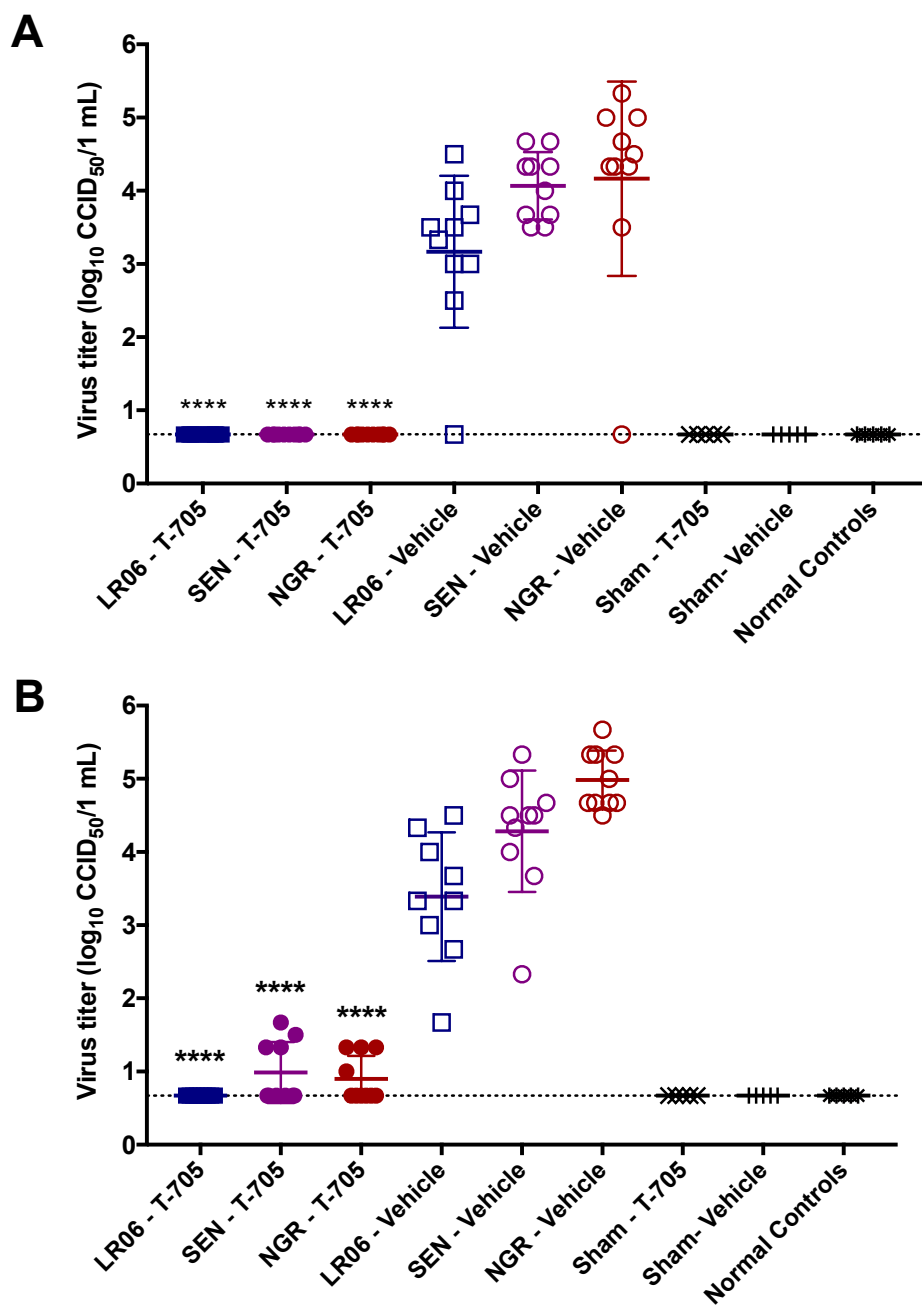 A
Virus titer (log10 CCID50/1 mL)
6
5
4
3
2
1
0
****
****
****
LR06 - T-705
SEN - T-705
NGR - T-705
LR06 - Vehicle
SEN - Vehicle
NGR - Vehicle
Sham - T-705
Sham- Vehicle
Normal Controls
B
Virus titer (log10 CCID50/1 mL)
6
5
4
3
2
1
0
****
****
****
LR06 - T-705
SEN - T-705
NGR - T-705
LR06 - Vehicle
SEN - Vehicle
NGR - Vehicle
Sham - T-705
Sham- Vehicle
Normal Controls